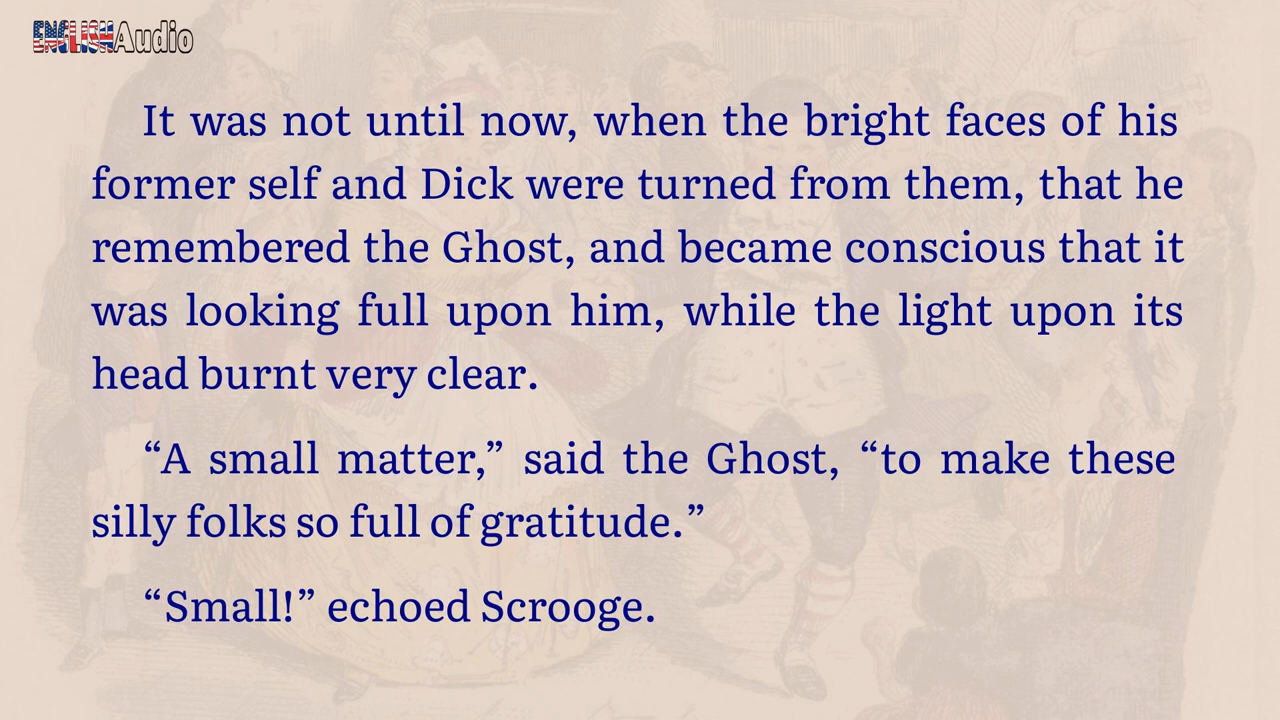 ENGLISHAudio
It was not until now, when the bright faces of his
former self and Dick were turned from them, that he
remembered the Ghost, and became conscious that it
was looking full upon him, while the light upon its
head burnt very clear.
“A small matter,” said the Ghost, “to make these
silly folks so full of gratitude.”
“Small!” echoed Scrooge.